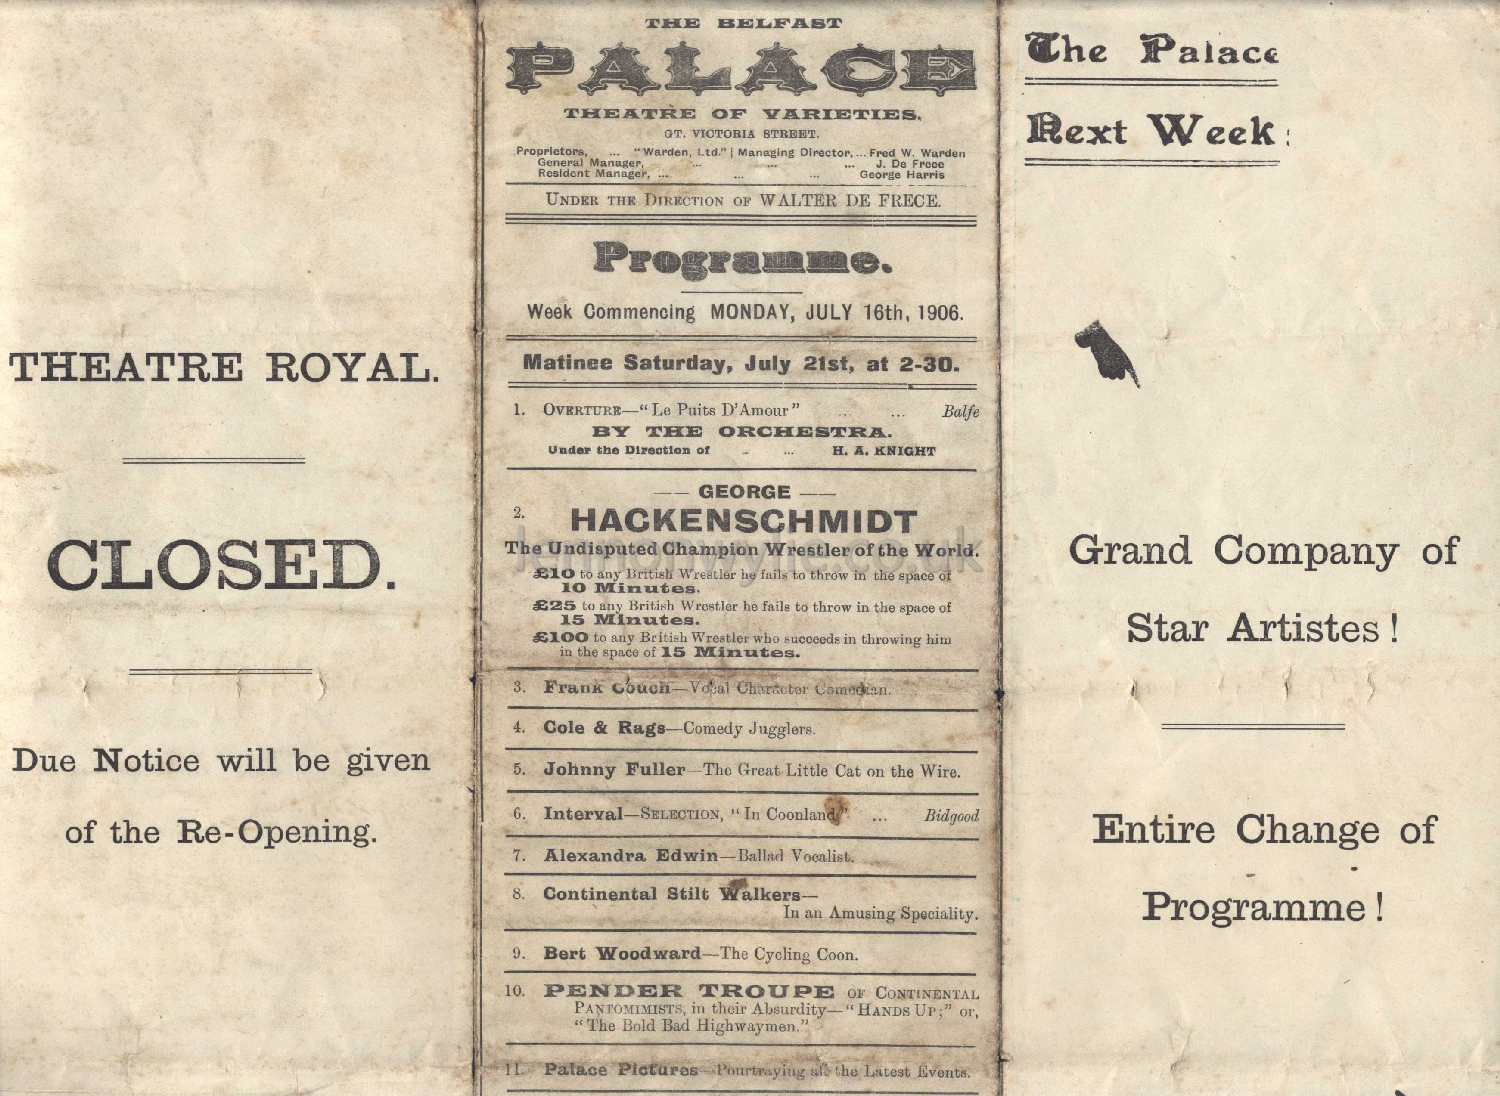 THEATRE ROYAL.
CLOSED.
Due Notice will be given
of the Re-Opening.
THE BELFAST
PALACE
THEATRE OF VARIETIES,
GT. VICTORIA STREET.
Proprietors, ... "Warden, Ltd." | Managing Director,... Fred W. Warden
General Manager, ... ... ... J. De Frece
Resident Manager, ... ... ... George Harris
UNDER THE DIRECTION OF WALTER DE FRECE.
Programme.
Week Commencing MONDAY, JULY 16th, 1906.
Matinee Saturday, July 21st, at 2-30.
1. OVERTURE—"Le Puits D'Amour" ... ... Balfe
BY THE ORCHESTRA.
Under the Direction of ... ... H. A. KNIGHT
—— GEORGE ——
2. HACKENSCHMIDT
The Undisputed Champion Wrestler of the World.
£10 to any British Wrestler he fails to throw in the space of
10 Minutes.
£25 to any British Wrestler he fails to throw in the space of
15 Minutes.
£100 to any British Wrestler who succeeds in throwing him
in the space of 15 Minutes.
3. Frank Couch—Vocal Character Comedian.
4. Cole & Rags—Comedy Jugglers.
5. Johnny Fuller—The Great Little Cat on the Wire.
6. Interval—SELECTION, "In Coonland" ... Bidgood
7. Alexandra Edwin—Ballad Vocalist.
8. Continental Stilt Walkers—
In an Amusing Speciality.
9. Bert Woodward—The Cycling Coon.
10. PENDER TROUPE OF CONTINENTAL
PANTOMIMISTS, in their Absurdity—"HANDS UP;" or,
"The Bold Bad Highwaymen."
11. Palace Pictures—Pourtraying all the Latest Events.
The Palace
Next Week:
Grand Company of
Star Artistes!
Entire Change of
Programme!